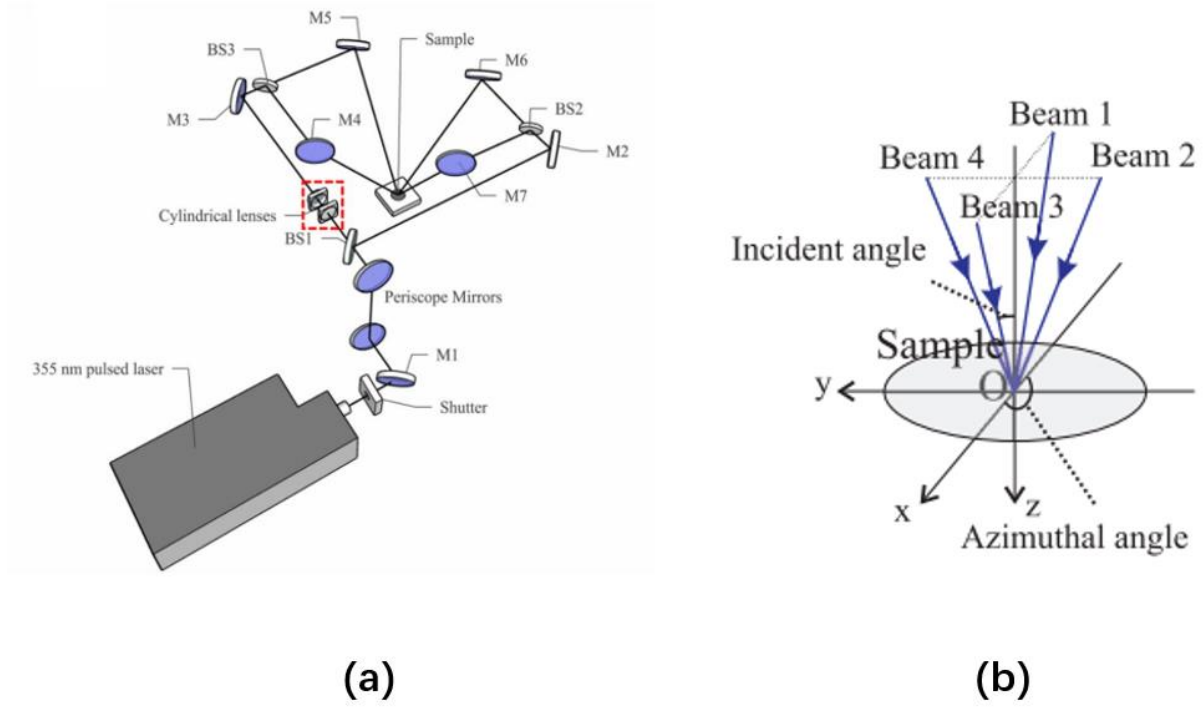 M5
BS3
Sample
M6
M3
M4
BS2
M2
M7
Cylindrical lenses
BS1
Periscope Mirrors
355 nm pulsed laser
M1
Shutter
(a)
Beam 1
Beam 4
Beam 2
Beam 3
Incident angle
Sample
O
y
x
z
Azimuthal angle
(b)